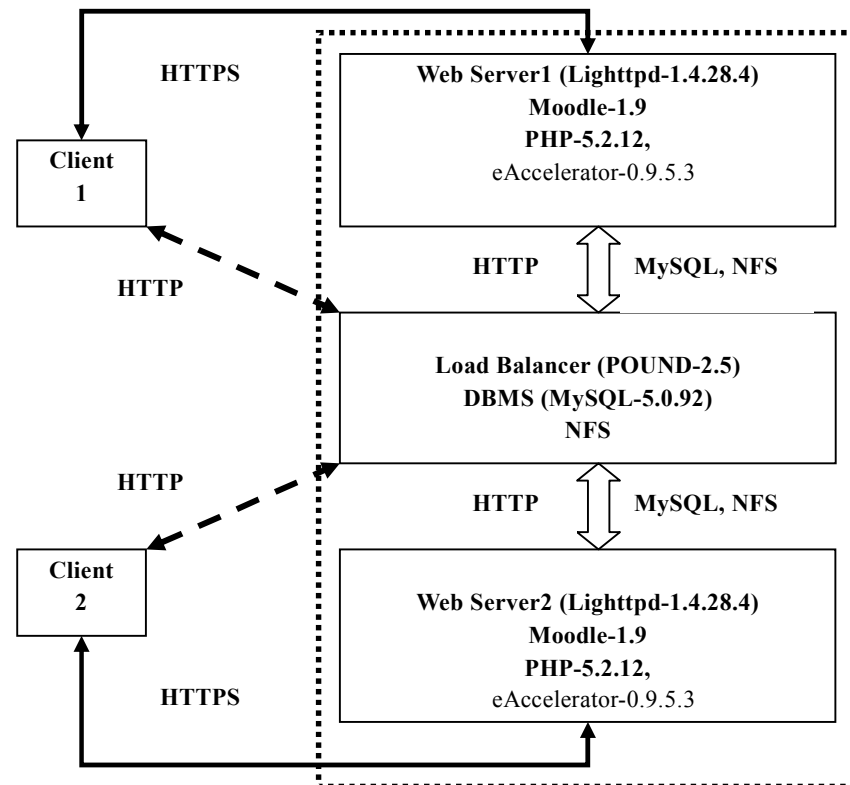 HTTPS
Web Server1 (Lighttpd-1.4.28.4)
Moodle-1.9
PHP-5.2.12,
eAccelerator-0.9.5.3
Client
1
HTTP
MySQL, NFS
HTTP
Load Balancer (POUND-2.5)
DBMS (MySQL-5.0.92)
NFS
HTTP
HTTP
MySQL, NFS
Client
2
Web Server2 (Lighttpd-1.4.28.4)
Moodle-1.9
PHP-5.2.12,
eAccelerator-0.9.5.3
HTTPS